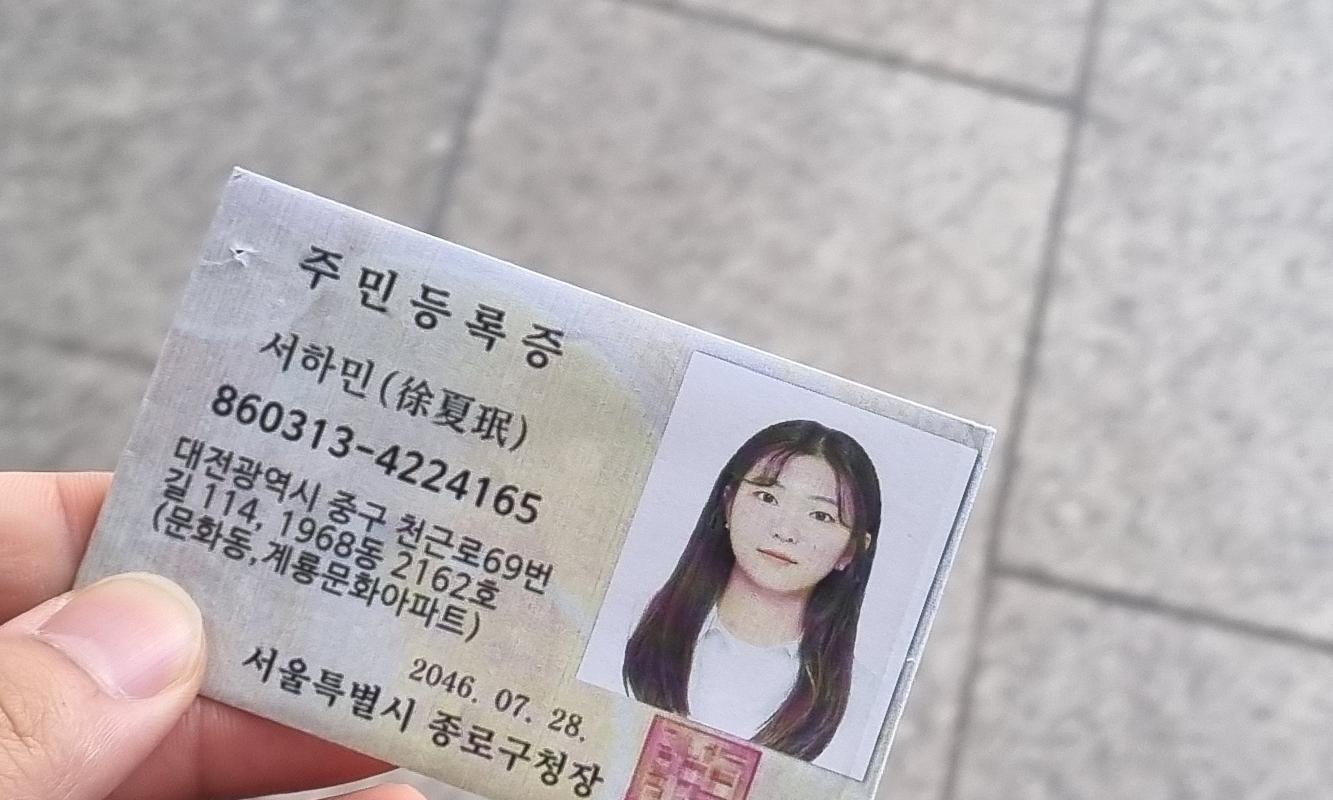 주민등록증
서하민(徐夏珉)
860313-4224165
대전광역시 중구 천근로69번
길 114, 1968동 2162호
(문화동,계룡문화아파트)
2046. 07. 28.
서울특별시 종로구청장